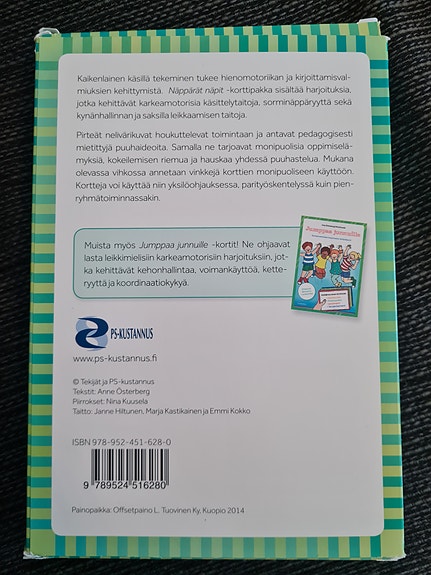 Kaikenlainen käsillä tekeminen tukee hienomotoriikan ja kirjoittamisval-
miuksien kehittymistä. Näppärät näpit -korttipakka sisältää harjoituksia,
jotka kehittävät karkeamotorisia käsittelytaitoja, sorminäppäryyttä sekä
kynänhallinnan ja saksilla leikkaamisen taitoja.
Pirteät nelivärikuvat houkuttelevat toimintaan ja antavat pedagogisesti
mietittyjä puuhaideoita. Samalla ne tarjoavat monipuolisia oppimiselä-
myksiä, kokeilemisen riemua ja hauskaa yhdessä puuhastelua. Mukana
olevassa vihkossa annetaan vinkkejä korttien monipuoliseen käyttöön.
Kortteja voi käyttää niin yksilöohjauksessa, parityöskentelyssä kuin pien-
ryhmätoiminnassakin.
Muista myös Jumppaa junnuille -kortit! Ne ohjaavat
lasta leikkimielisiin karkeamotorisiin harjoituksiin, jot-
ka kehittävät kehonhallintaa, voimankäyttöä, kette-
ryyttä ja koordinaatiokykyä.
Jumppaa junnuille
PS-KUSTANNUS
www.ps-kustannus.fi
© Tekijät ja PS-kustannus
Tekstit: Anne Österberg
Piirrokset: Nina Kuusela
Taitto: Janne Hiltunen, Marja Kastikainen ja Emmi Kokko
ISBN 978-952-451-628-0
9 789524 516280
Painopaikka: Offsetpaino L. Tuovinen Ky, Kuopio 2014